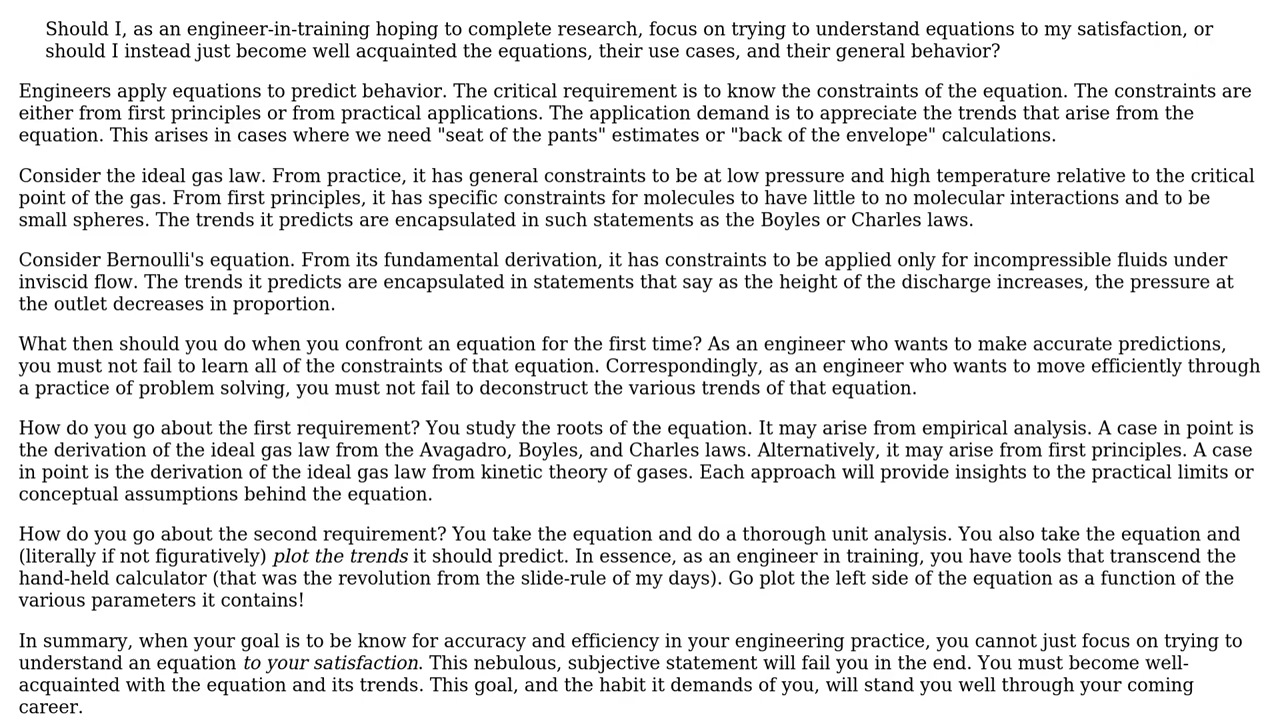 Should I, as an engineer-in-training hoping to complete research, focus on trying to understand equations to my satisfaction, or
should I instead just become well acquainted the equations, their use cases, and their general behavior?
Engineers apply equations to predict behavior. The critical requirement is to know the constraints of the equation. The constraints are
either from first principles or from practical applications. The application demand is to appreciate the trends that arise from the
equation. This arises in cases where we need "seat of the pants" estimates or "back of the envelope" calculations.
Consider the ideal gas law. From practice, it has general constraints to be at low pressure and high temperature relative to the critical
point of the gas. From first principles, it has specific constraints for molecules to have little to no molecular interactions and to be
small spheres. The trends it predicts are encapsulated in such statements as the Boyles or Charles laws.
Consider Bernoulli's equation. From its fundamental derivation, it has constraints to be applied only for incompressible fluids under
inviscid flow. The trends it predicts are encapsulated in statements that say as the height of the discharge increases, the pressure at
the outlet decreases in proportion.
What then should you do when you confront an equation for the first time? As an engineer who wants to make accurate predictions,
you must not fail to learn all of the constraints of that equation. Correspondingly, as an engineer who wants to move efficiently through
a practice of problem solving, you must not fail to deconstruct the various trends of that equation.
How do you go about the first requirement? You study the roots of the equation. It may arise from empirical analysis. A case in point is
the derivation of the ideal gas law from the Avagadro, Boyles, and Charles laws. Alternatively, it may arise from first principles. A case
in point is the derivation of the ideal gas law from kinetic theory of gases. Each approach will provide insights to the practical limits or
conceptual assumptions behind the equation.
How do you go about the second requirement? You take the equation and do a thorough unit analysis. You also take the equation and
(literally if not figuratively) plot the trends it should predict. In essence, as an engineer in training, you have tools that transcend the
hand-held calculator (that was the revolution from the slide-rule of my days). Go plot the left side of the equation as a function of the
various parameters it contains!
In summary, when your goal is to be know for accuracy and efficiency in your engineering practice, you cannot just focus on trying to
understand an equation to your satisfaction. This nebulous, subjective statement will fail you in the end. You must become well-
acquainted with the equation and its trends. This goal, and the habit it demands of you, will stand you well through your coming
career.